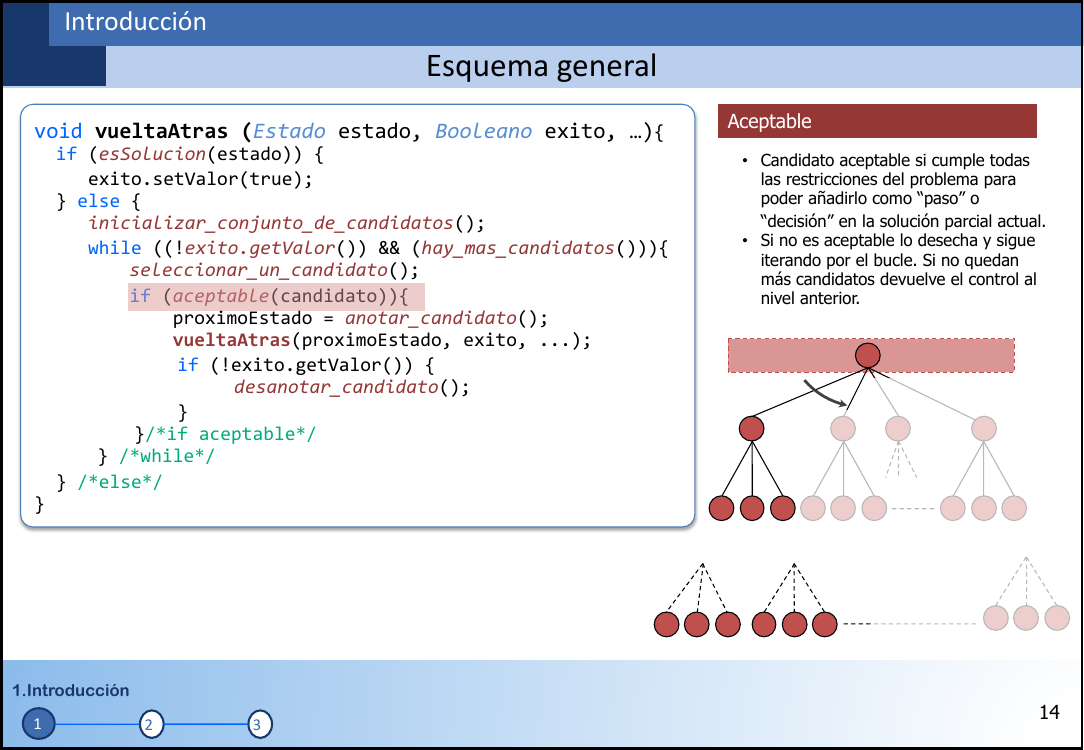 Introducción
Esquema general
void vueltaAtras (Estado estado, Booleano exito, …){
if (esSolucion(estado)) {
exito.setValor(true);
} else {
inicializar_conjunto_de_candidatos();
while ((!exito.getValor()) && (hay_mas_candidatos())){
seleccionar_un_candidato();
if (aceptable(candidato)){
proximoEstado = anotar_candidato();
vueltaAtras(proximoEstado, exito, ...);
if (!exito.getValor()) {
desanotar_candidato();
}
}/*if aceptable*/
} /*while*/
} /*else*/
}
Aceptable
• Candidato aceptable si cumple todas
las restricciones del problema para
poder añadirlo como “paso” o
“decisión” en la solución parcial actual.
• Si no es aceptable lo desecha y sigue
iterando por el bucle. Si no quedan
más candidatos devuelve el control al
nivel anterior.
1.Introducción
1 2 3
14